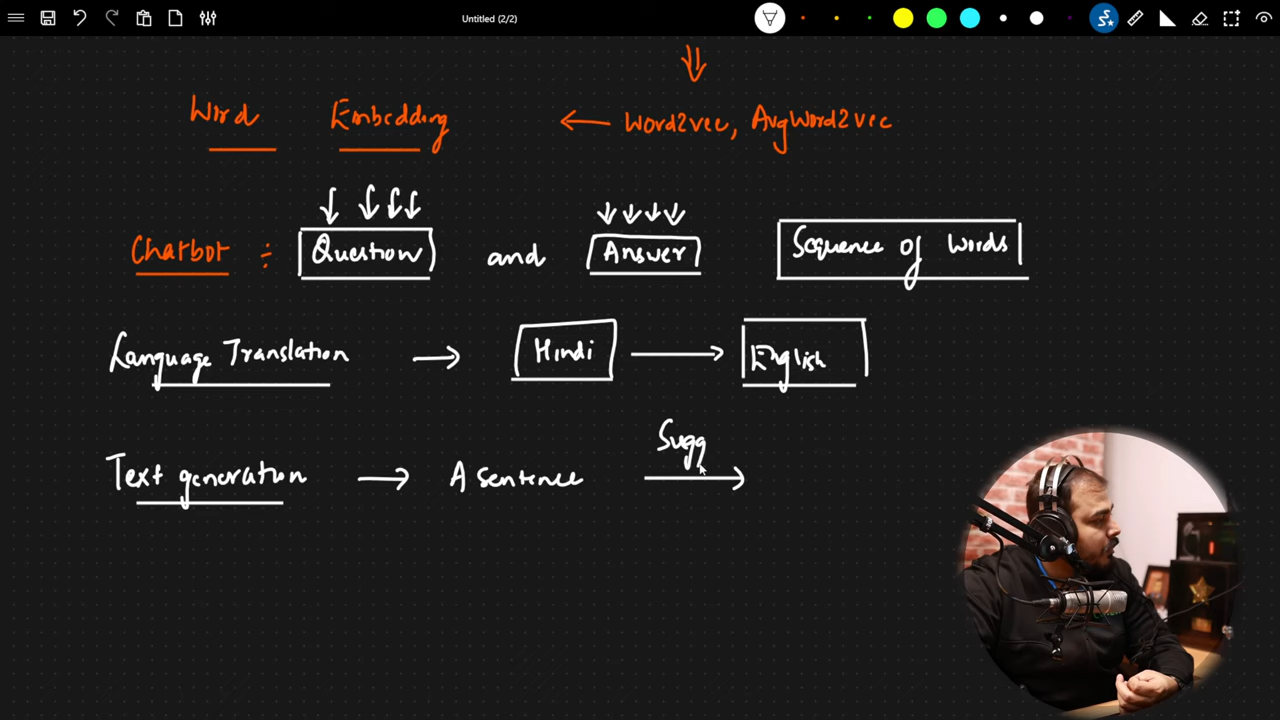 Untitled (2/2)
Word Embedding ← Word2vec, AvgWord2vec
Chatbot ÷ Question and Answer Sequence of words
Language Translation → Hindi → English
Sugg
Text generation → A sentence →